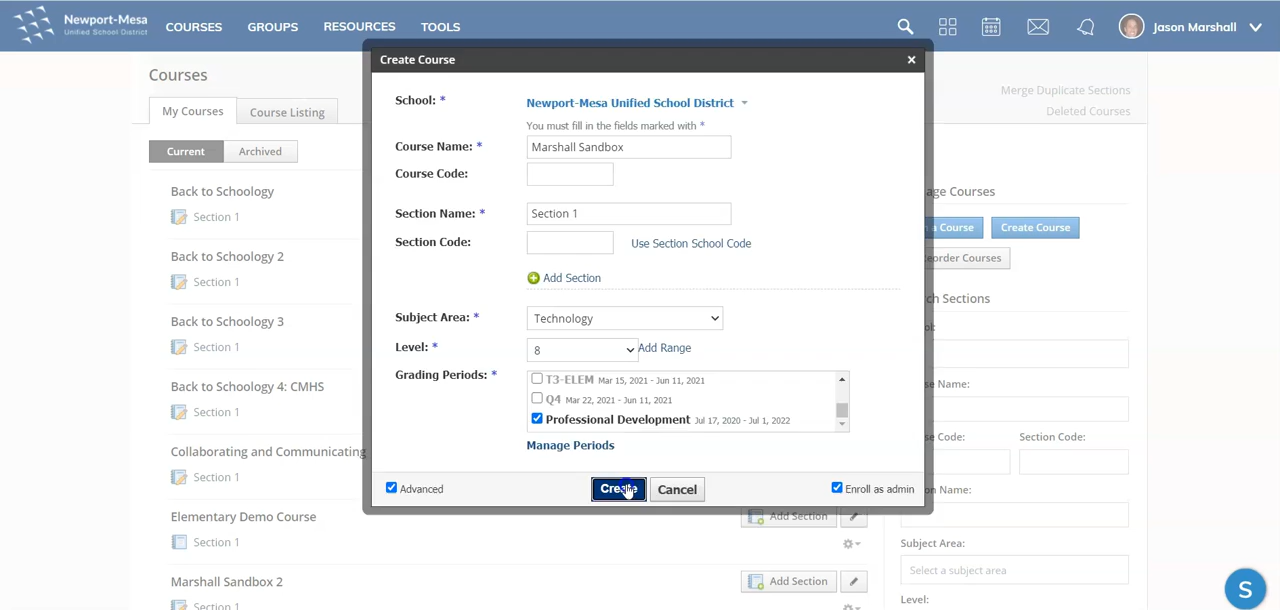 Newport-Mesa
Unified School District
COURSES
GROUPS
RESOURCES
TOOLS
Jason Marshall
Courses
My Courses
Course Listing
Merge Duplicate Sections
Deleted Courses
Current
Archived
Back to Schoology
Section 1
Back to Schoology 2
Section 1
Back to Schoology 3
Section 1
Back to Schoology 4: CMHS
Section 1
Collaborating and Communicating
Section 1
Elementary Demo Course
Section 1
Add Section
Marshall Sandbox 2
Section 1
Add Section
Create Course
×
School: *
Newport-Mesa Unified School District
You must fill in the fields marked with *
Course Name: *
Marshall Sandbox
Course Code:
Section Name: *
Section 1
Section Code:
Use Section School Code
Add Section
Subject Area: *
Technology
Level: *
8
Add Range
Grading Periods: *
T3-ELEM Mar 15, 2021 - Jun 11, 2021
Q4 Mar 22, 2021 - Jun 11, 2021
Professional Development Jul 17, 2020 - Jul 1, 2022
Manage Periods
Advanced
Create
Cancel
Enroll as admin
age Courses
a Course
Create Course
eorder Courses
ch Sections
ol:
se Name:
se Code:
Section Code:
on Name:
Subject Area:
Select a subject area
Level:
S